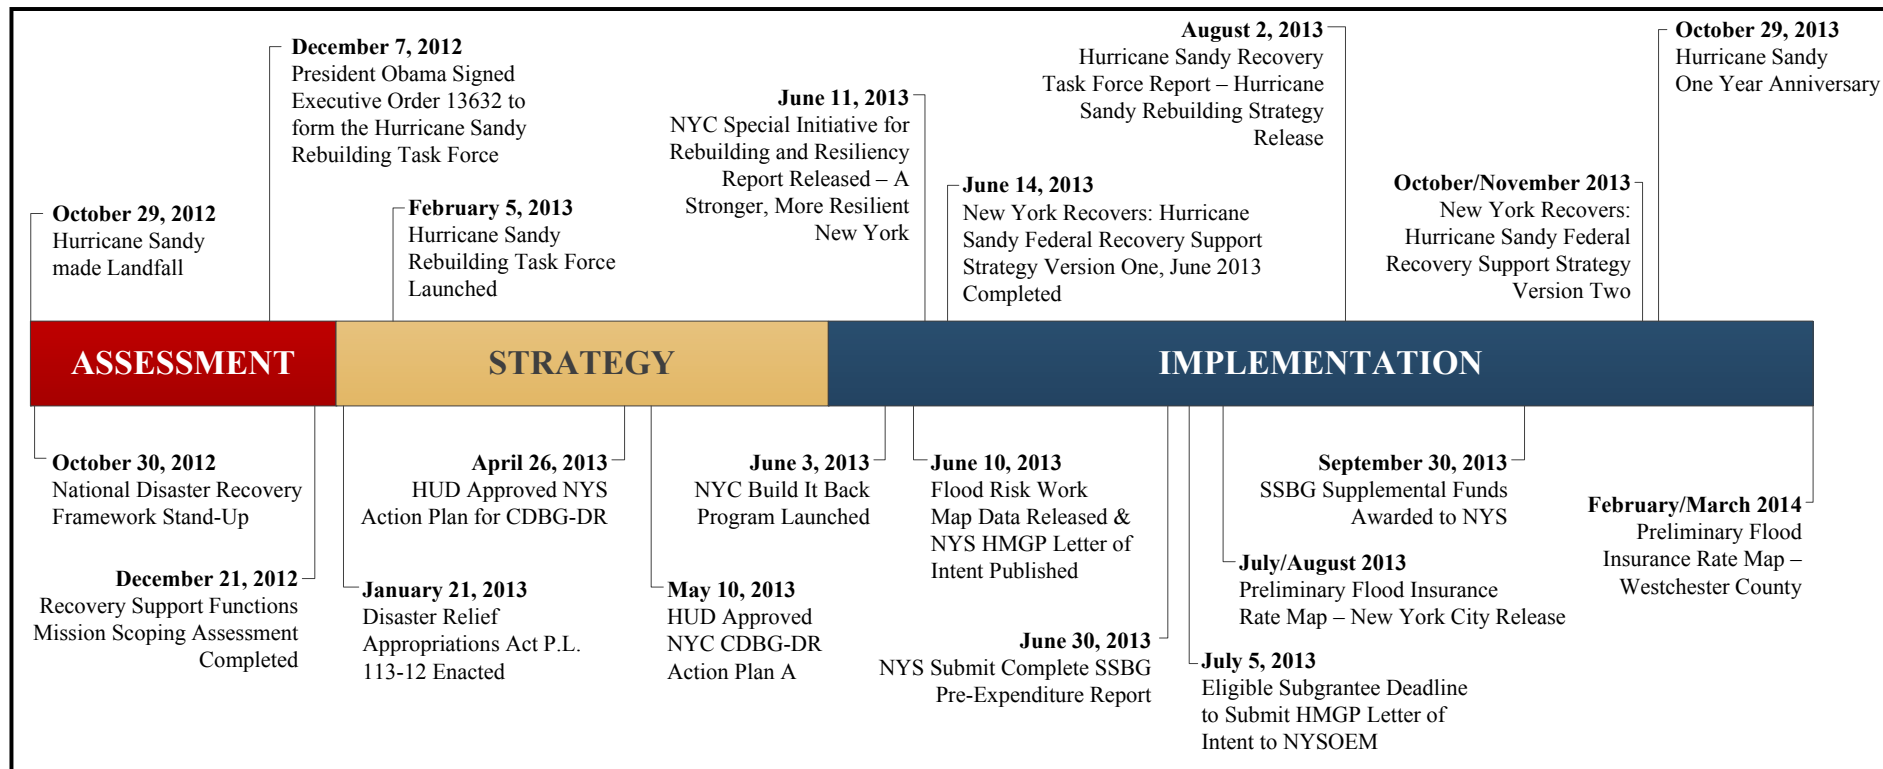 October 29, 2012
Hurricane Sandy
made Landfall
December 7, 2012
President Obama Signed
Executive Order 13632 to
form the Hurricane Sandy
Rebuilding Task Force
February 5, 2013
Hurricane Sandy
Rebuilding Task Force
Launched
June 11, 2013
NYC Special Initiative for
Rebuilding and Resiliency
Report Released – A
Stronger, More Resilient
New York
June 14, 2013
New York Recovers: Hurricane
Sandy Federal Recovery Support
Strategy Version One, June 2013
Completed
August 2, 2013
Hurricane Sandy Recovery
Task Force Report – Hurricane
Sandy Rebuilding Strategy
Release
October/November 2013
New York Recovers:
Hurricane Sandy Federal
Recovery Support Strategy
Version Two
October 29, 2013
Hurricane Sandy
One Year Anniversary
ASSESSMENT
STRATEGY
IMPLEMENTATION
October 30, 2012
National Disaster Recovery
Framework Stand-Up
December 21, 2012
Recovery Support Functions
Mission Scoping Assessment
Completed
January 21, 2013
Disaster Relief
Appropriations Act P.L.
113-12 Enacted
April 26, 2013
HUD Approved NYS
Action Plan for CDBG-DR
May 10, 2013
HUD Approved
NYC CDBG-DR
Action Plan A
June 3, 2013
NYC Build It Back
Program Launched
June 10, 2013
Flood Risk Work
Map Data Released &
NYS HMGP Letter of
Intent Published
June 30, 2013
NYS Submit Complete SSBG
Pre-Expenditure Report
July 5, 2013
Eligible Subgrantee Deadline
to Submit HMGP Letter of
Intent to NYSOEM
July/August 2013
Preliminary Flood Insurance
Rate Map – New York City Release
September 30, 2013
SSBG Supplemental Funds
Awarded to NYS
February/March 2014
Preliminary Flood
Insurance Rate Map –
Westchester County